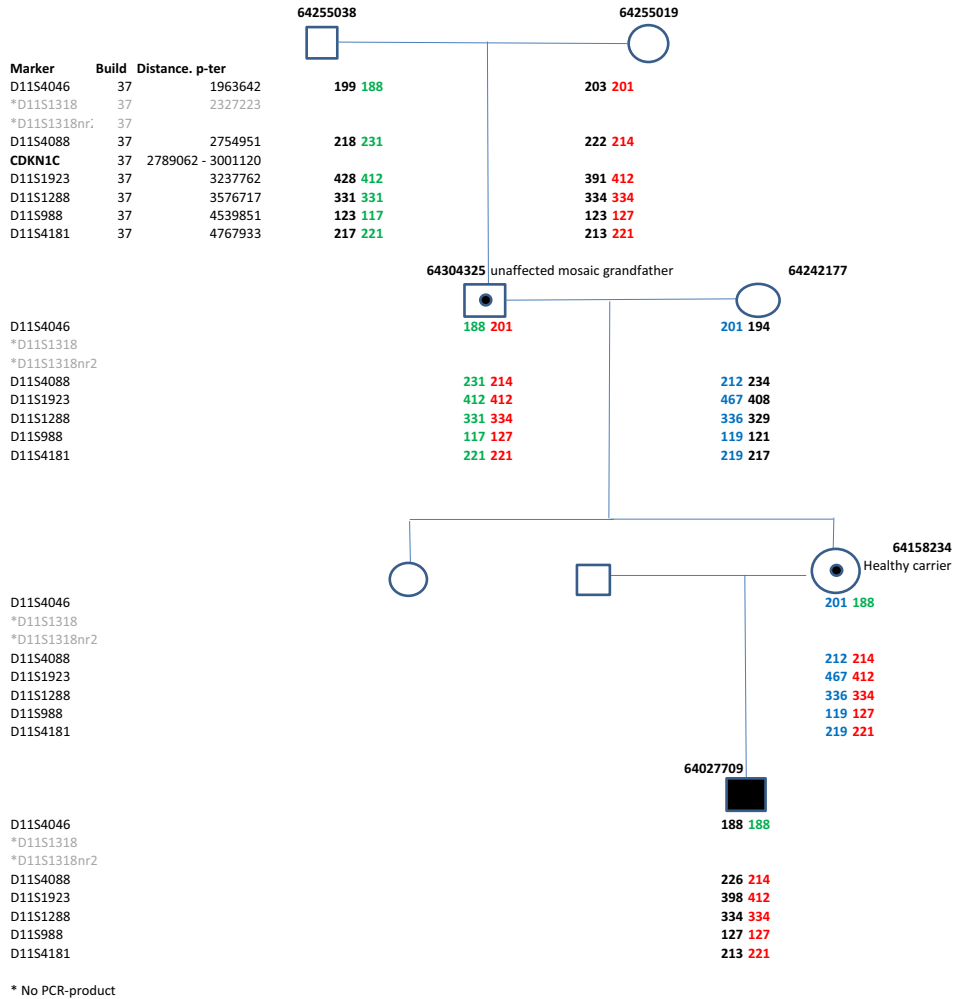 64255038 64255019
Marker Build Distance. p-ter
D11S4046 37 1963642 199 188 203 201
*D11S1318 37 2327223
*D11S1318nr2 37
D11S4088 37 2754951 218 231 222 214
CDKN1C 37 2789062 - 3001120
D11S1923 37 3237762 428 412 391 412
D11S1288 37 3576717 331 331 334 334
D11S988 37 4539851 123 117 123 127
D11S4181 37 4767933 217 221 213 221
64304325 unaffected mosaic grandfather 64242177
D11S4046 188 201 201 194
*D11S1318
*D11S1318nr2
D11S4088 231 214 212 234
D11S1923 412 412 467 408
D11S1288 331 334 336 329
D11S988 117 127 119 121
D11S4181 221 221 219 217
64158234
Healthy carrier
D11S4046 201 188
*D11S1318
*D11S1318nr2
D11S4088 212 214
D11S1923 467 412
D11S1288 336 334
D11S988 119 127
D11S4181 219 221
64027709
D11S4046 188 188
*D11S1318
*D11S1318nr2
D11S4088 226 214
D11S1923 398 412
D11S1288 334 334
D11S988 127 127
D11S4181 213 221
* No PCR-product